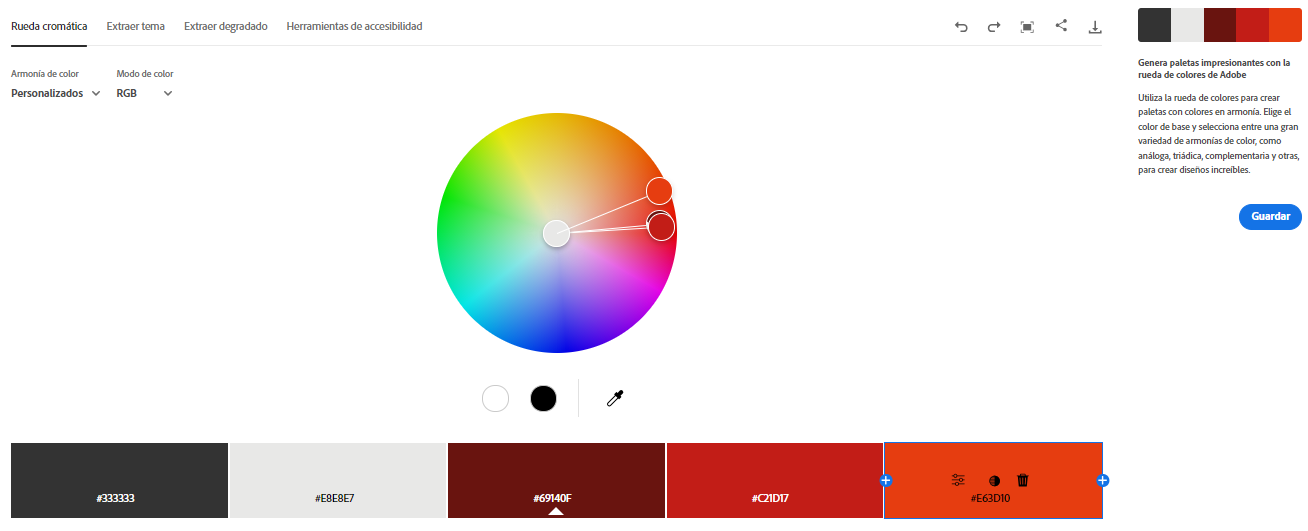 Rueda cromática
Extraer tema
Extraer degradado
Herramientas de accesibilidad
Armonía de color
Modo de color
Personalizados
RGB
#333333
#E8E8E7
#69140F
#C21D17
#E63D10
Genera paletas impresionantes con la
rueda de colores de Adobe
Utiliza la rueda de colores para crear
paletas con colores en armonía. Elige el
color de base y selecciona entre una gran
variedad de armonías de color, como
análoga, triádica, complementaria y otras,
para crear diseños increíbles.
Guardar